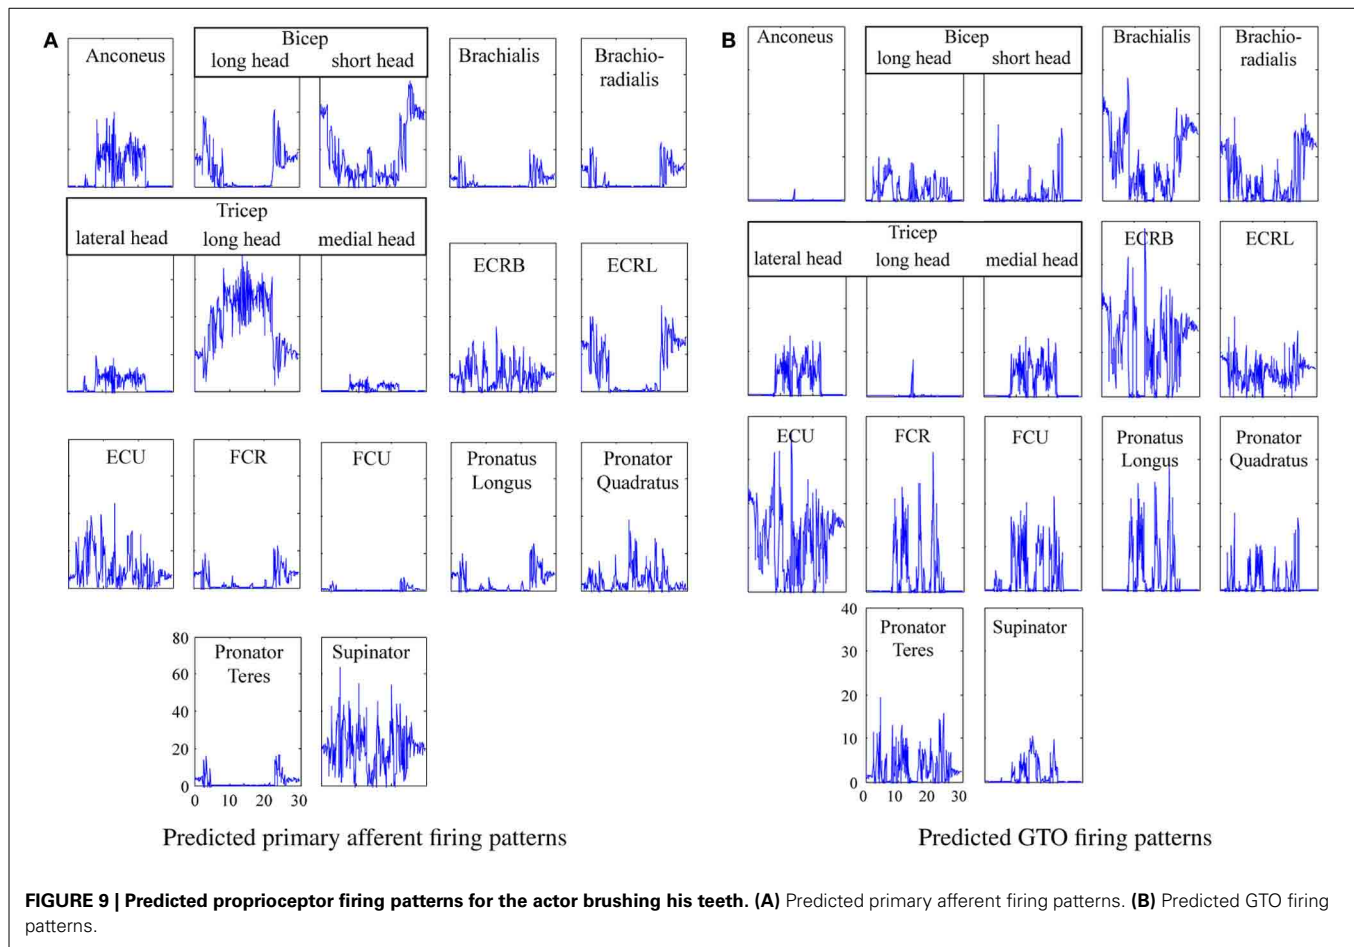 A
Anconeus
Bicep
long head short head
Brachialis
Brachio-
radialis
Tricep
lateral head long head medial head
ECRB
ECRL
ECU
FCR
FCU
Pronatus
Longus
Pronator
Quadratus
80
60
40
20
0
Pronator
Teres
0 10 20 30
Supinator
Predicted primary afferent firing patterns
B
Anconeus
Bicep
long head short head
Brachialis
Brachio-
radialis
Tricep
lateral head long head medial head
ECRB
ECRL
ECU
FCR
FCU
Pronatus
Longus
Pronator
Quadratus
40
30
20
10
0
Pronator
Teres
0 10 20 30
Supinator
Predicted GTO firing patterns
FIGURE 9 | Predicted proprioceptor firing patterns for the actor brushing his teeth. (A) Predicted primary afferent firing patterns. (B) Predicted GTO firing
patterns.